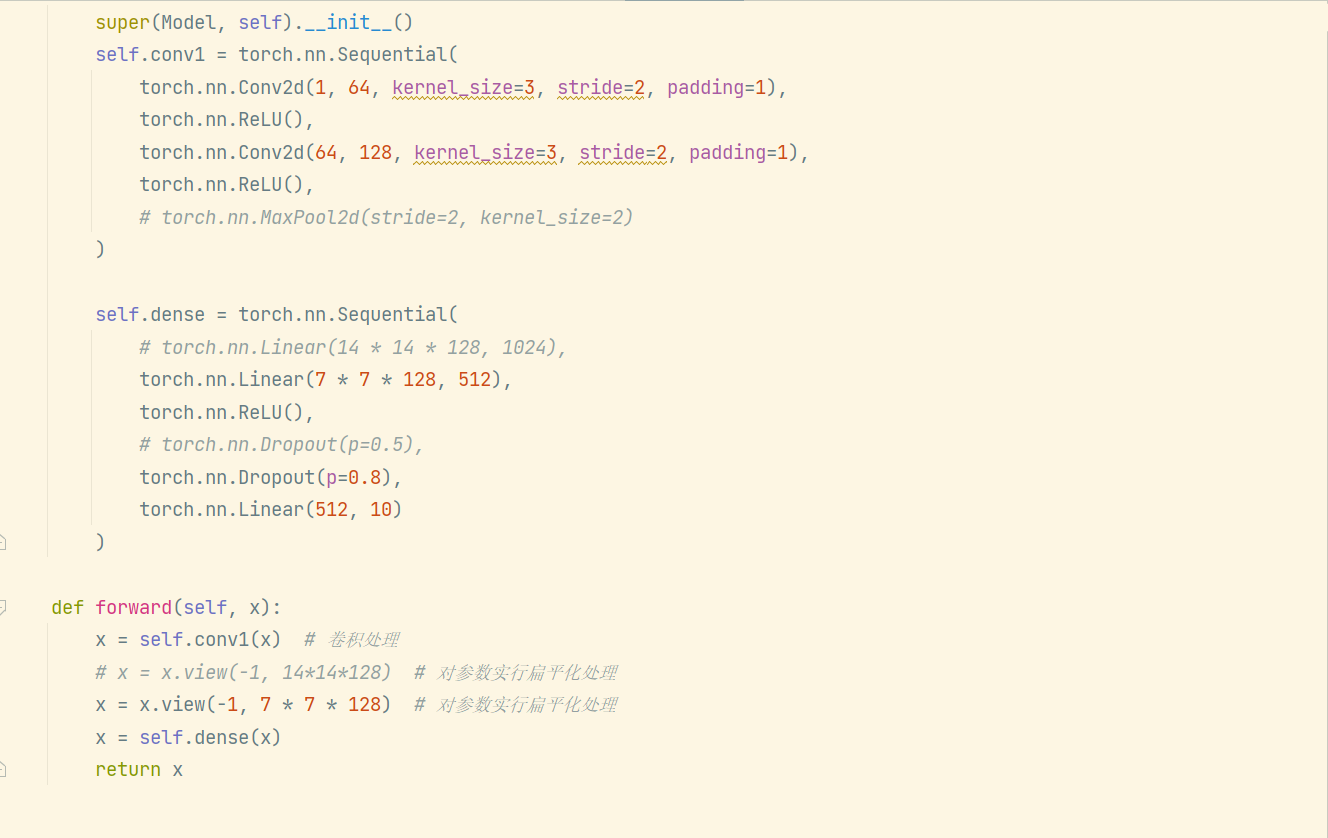 super(Model, self).__init__()
self.conv1 = torch.nn.Sequential(
torch.nn.Conv2d(1, 64, kernel_size=3, stride=2, padding=1),
torch.nn.ReLU(),
torch.nn.Conv2d(64, 128, kernel_size=3, stride=2, padding=1),
torch.nn.ReLU(),
# torch.nn.MaxPool2d(stride=2, kernel_size=2)
)
self.dense = torch.nn.Sequential(
# torch.nn.Linear(14 * 14 * 128, 1024),
torch.nn.Linear(7 * 7 * 128, 512),
torch.nn.ReLU(),
# torch.nn.Dropout(p=0.5),
torch.nn.Dropout(p=0.8),
torch.nn.Linear(512, 10)
)
def forward(self, x):
x = self.conv1(x)  # 卷积处理
# x = x.view(-1, 14*14*128)  # 对参数实行扁平化处理
x = x.view(-1, 7 * 7 * 128)  # 对参数实行扁平化处理
x = self.dense(x)
return x